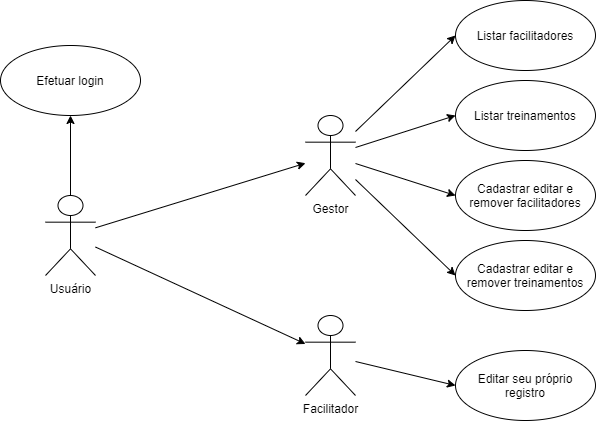 Listar facilitadores
Efetuar login
Listar treinamentos
Cadastrar editar e
remover facilitadores
Gestor
Cadastrar editar e
remover treinamentos
Usuário
Editar seu próprio
registro
Facilitador